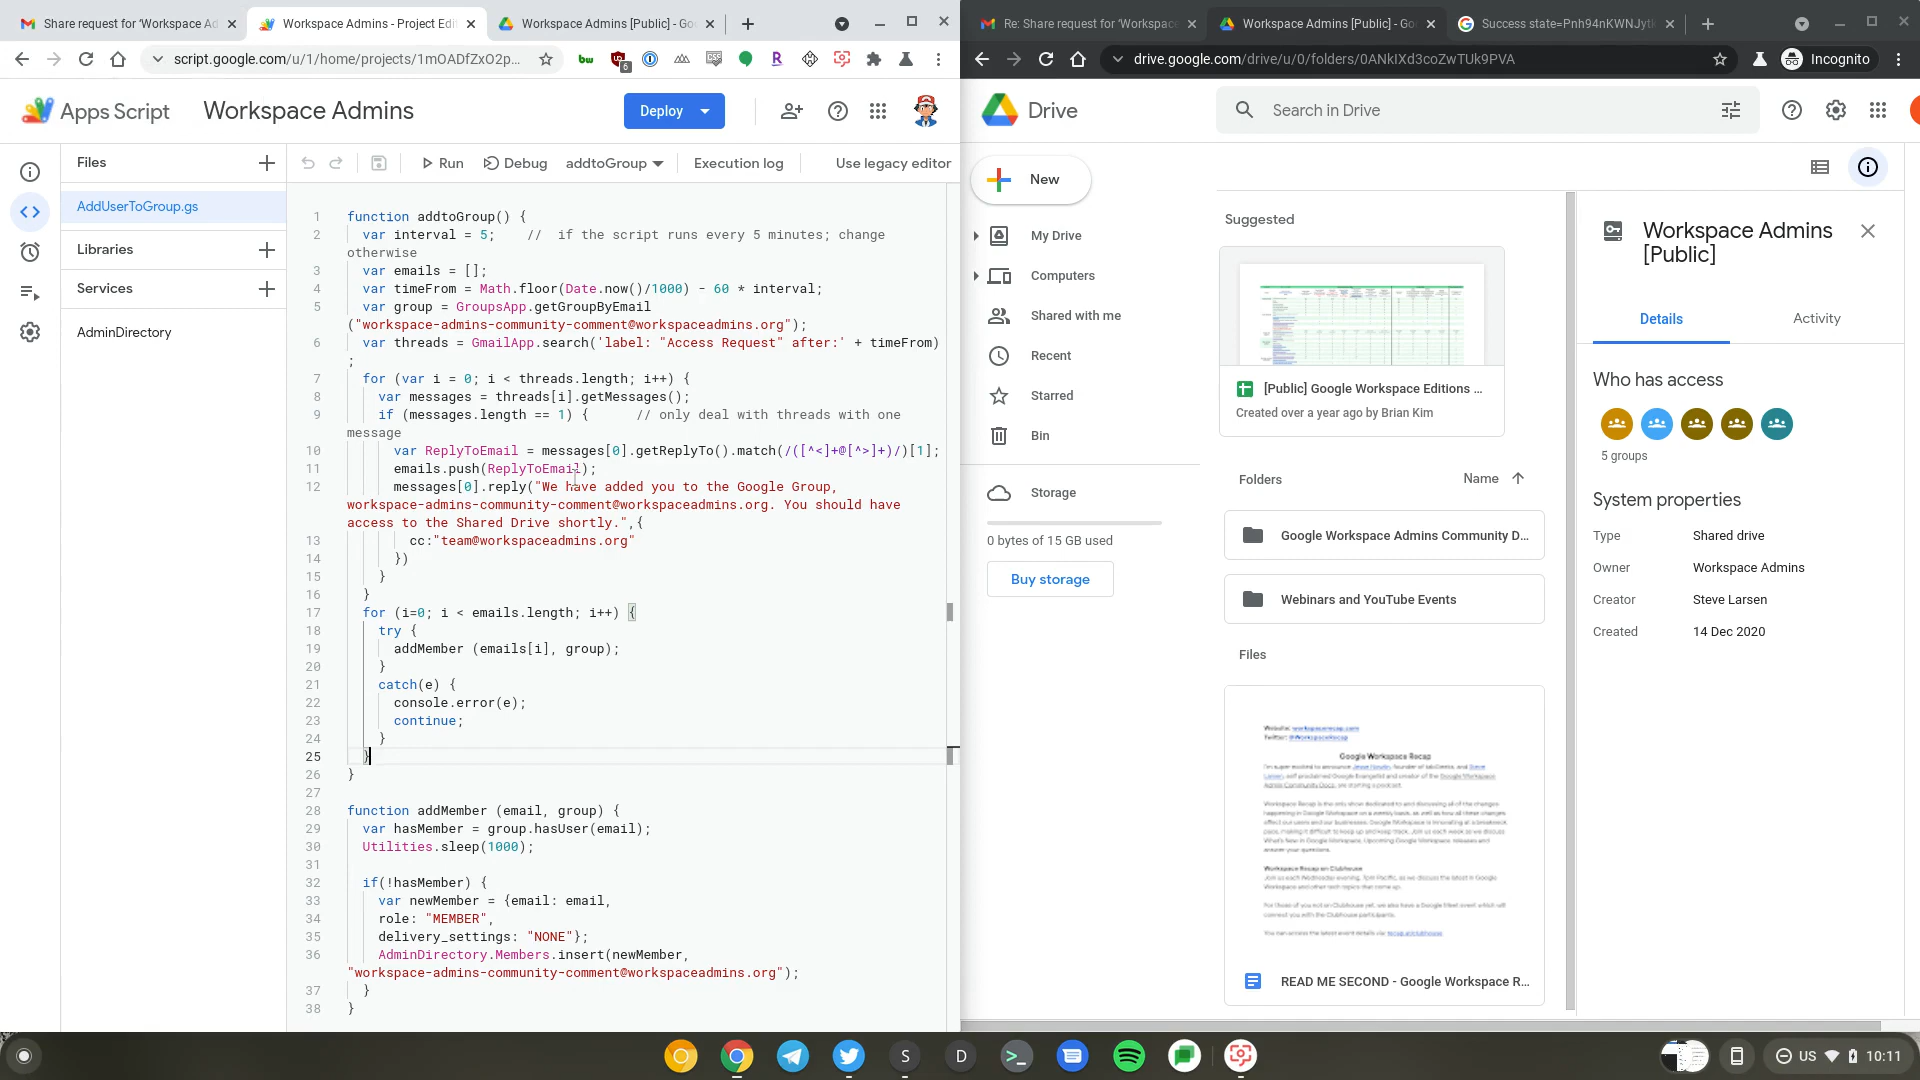 Share request for 'Workspace Ad
Workspace Admins - Project Edi
Workspace Admins [Public] - Go
script.google.com/u/1/home/projects/1mOADfZxO2p...
bw
6
R
Apps Script
Workspace Admins
Deploy
Files
Run
Debug
addtoGroup
Execution log
Use legacy editor
AddUserToGroup.gs
Libraries
Services
AdminDirectory
1 function addtoGroup() {
2 var interval = 5; // if the script runs every 5 minutes; change
otherwise
3 var emails = [];
4 var timeFrom = Math.floor(Date.now()/1000) - 60 * interval;
5 var group = GroupsApp.getGroupByEmail
("workspace-admins-community-comment@workspaceadmins.org");
6 var threads = GmailApp.search('label: "Access Request" after:' + timeFrom)
;
7 for (var i = 0; i < threads.length; i++) {
8 var messages = threads[i].getMessages();
9 if (messages.length == 1) { // only deal with threads with one
message
10 var ReplyToEmail = messages[0].getReplyTo().match(/([^<]+@[^>]+)/)[1];
11 emails.push(ReplyToEmail);
12 messages[0].reply("We have added you to the Google Group,
workspace-admins-community-comment@workspaceadmins.org. You should have
access to the Shared Drive shortly.",{
13 cc:"team@workspaceadmins.org"
14 })
15 }
16 }
17 for (i=0; i < emails.length; i++) {
18 try {
19 addMember (emails[i], group);
20 }
21 catch(e) {
22 console.error(e);
23 continue;
24 }
25 }
26 }
27
28 function addMember (email, group) {
29 var hasMember = group.hasUser(email);
30 Utilities.sleep(1000);
31
32 if(!hasMember) {
33 var newMember = {email: email,
34 role: "MEMBER",
35 delivery_settings: "NONE"};
36 AdminDirectory.Members.insert(newMember,
"workspace-admins-community-comment@workspaceadmins.org");
37 }
38 }
Re: Share request for 'Workspace
Workspace Admins [Public] - Go
Success state=Pnh94nKWNJytk
drive.google.com/drive/u/0/folders/0ANkIXd3coZwTUk9PVA
Incognito
Drive
Search in Drive
New
My Drive
Computers
Shared with me
Recent
Starred
Bin
Storage
0 bytes of 15 GB used
Buy storage
Suggested
[Public] Google Workspace Editions ...
Created over a year ago by Brian Kim
Folders
Name
Google Workspace Admins Community D...
Webinars and YouTube Events
Files
Google Workspace Recap
READ ME SECOND - Google Workspace R...
Workspace Admins
[Public]
Details
Activity
Who has access
5 groups
System properties
Type Shared drive
Owner Workspace Admins
Creator Steve Larsen
Created 14 Dec 2020
S
D
US
10:11